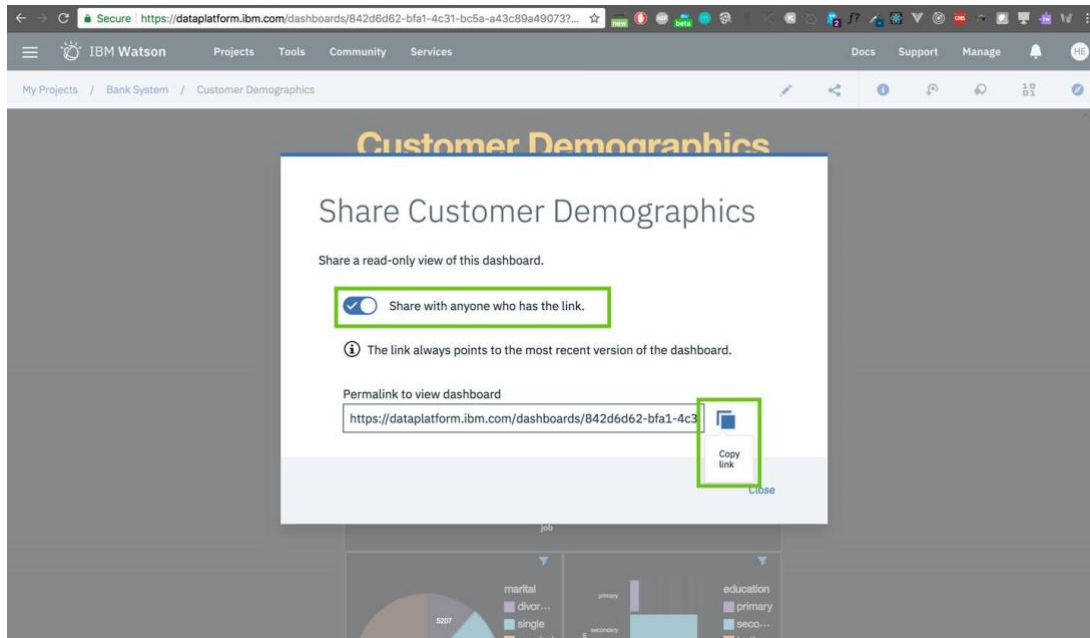 Secure https://dataplatform.ibm.com/dashboards/842d6d62-bfa1-4c31-bc5a-a43c89a49073?...
new beta 2
IBM Watson Projects Tools Community Services Docs Support Manage HE
My Projects / Bank System / Customer Demographics
Customer Demographics
Share Customer Demographics
Share a read-only view of this dashboard.
Share with anyone who has the link.
The link always points to the most recent version of the dashboard.
Permalink to view dashboard
https://dataplatform.ibm.com/dashboards/842d6d62-bfa1-4c3
Copy
link
Close
job
marital education
divor... primary primary
5207 single seco...
secondary